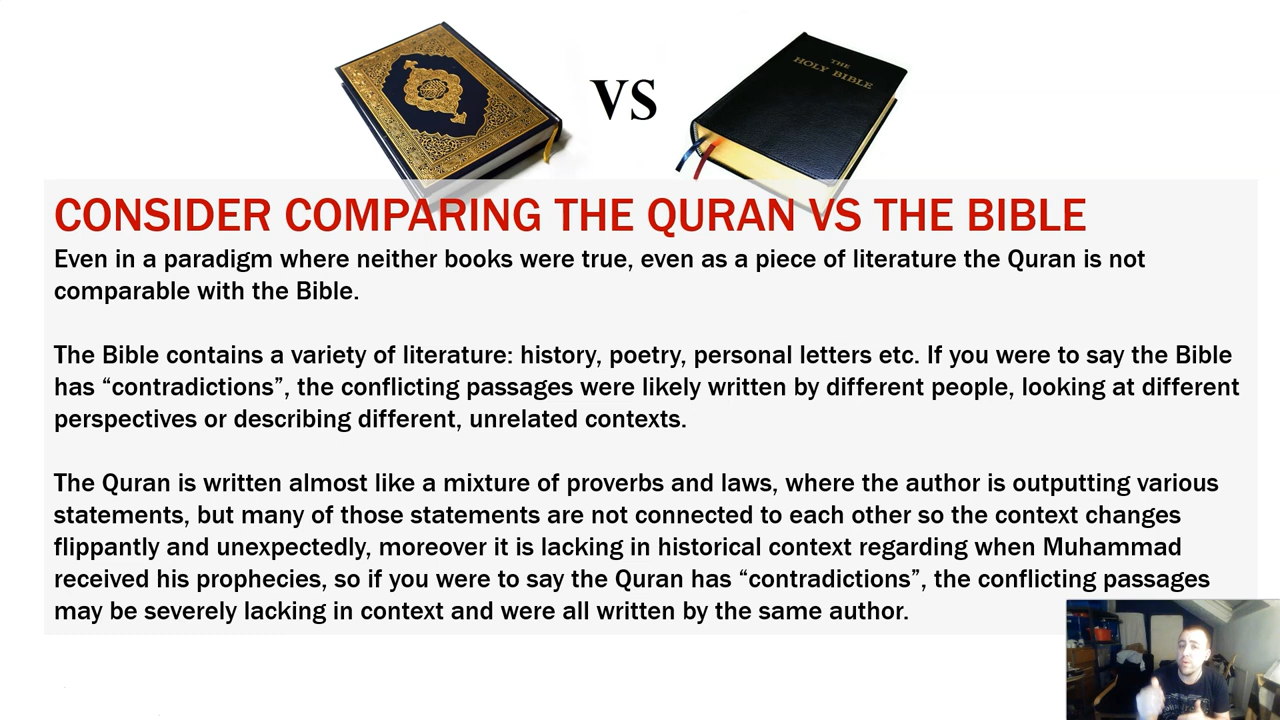 VS
THE
HOLY BIBLE
CONSIDER COMPARING THE QURAN VS THE BIBLE
Even in a paradigm where neither books were true, even as a piece of literature the Quran is not
comparable with the Bible.
The Bible contains a variety of literature: history, poetry, personal letters etc. If you were to say the Bible
has “contradictions”, the conflicting passages were likely written by different people, looking at different
perspectives or describing different, unrelated contexts.
The Quran is written almost like a mixture of proverbs and laws, where the author is outputting various
statements, but many of those statements are not connected to each other so the context changes
flippantly and unexpectedly, moreover it is lacking in historical context regarding when Muhammad
received his prophecies, so if you were to say the Quran has “contradictions”, the conflicting passages
may be severely lacking in context and were all written by the same author.